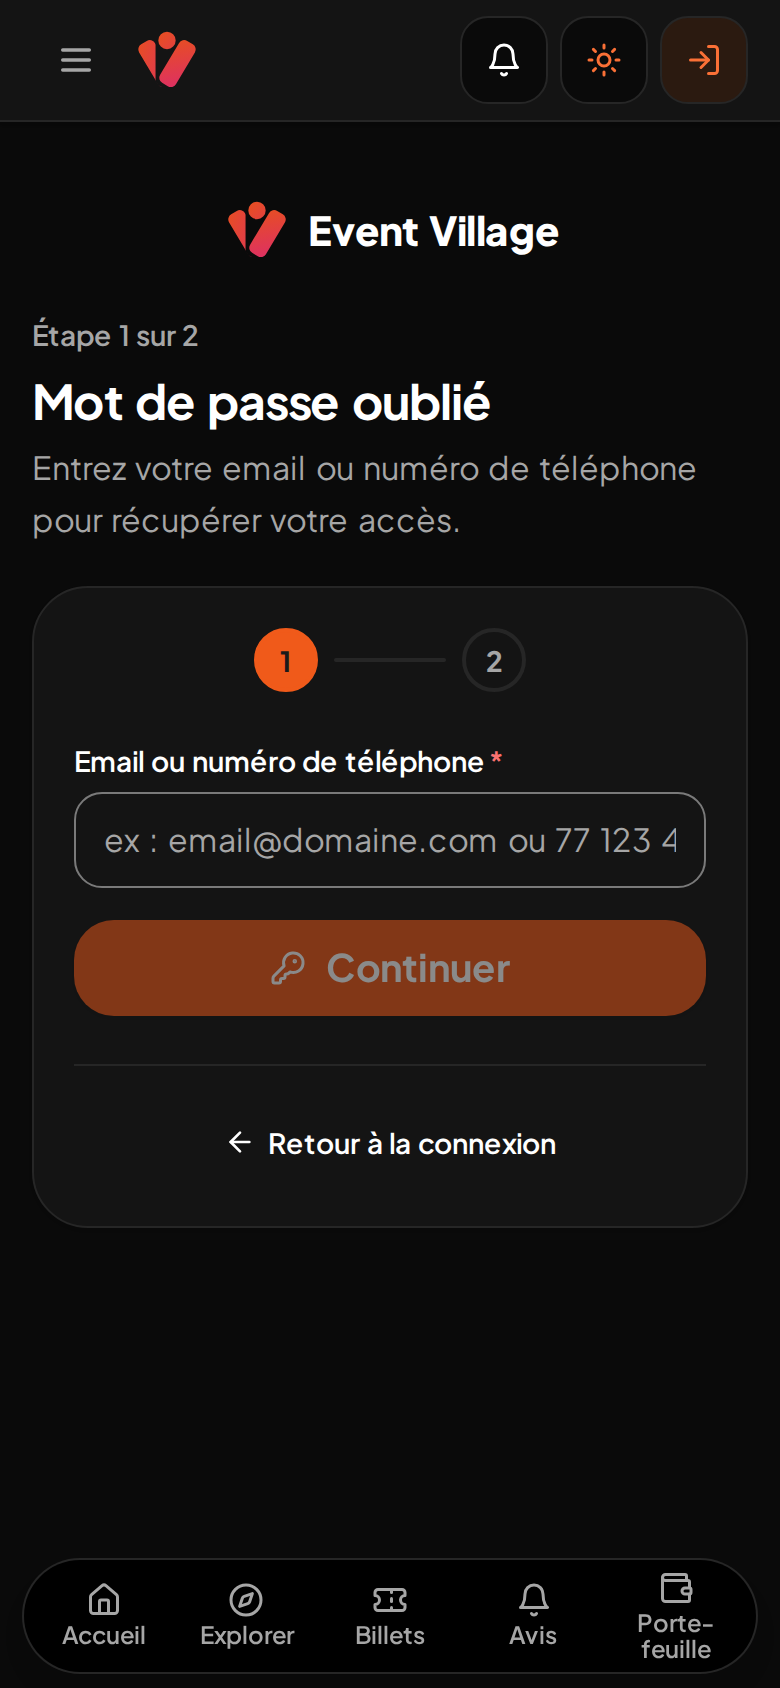 Event Village
Étape 1 sur 2
Mot de passe oublié
Entrez votre email ou numéro de téléphone
pour récupérer votre accès.
1
2
Email ou numéro de téléphone *
ex : email@domaine.com ou 77 123 4
Continuer
Retour à la connexion
Accueil
Explorer
Billets
Avis
Porte-
feuille